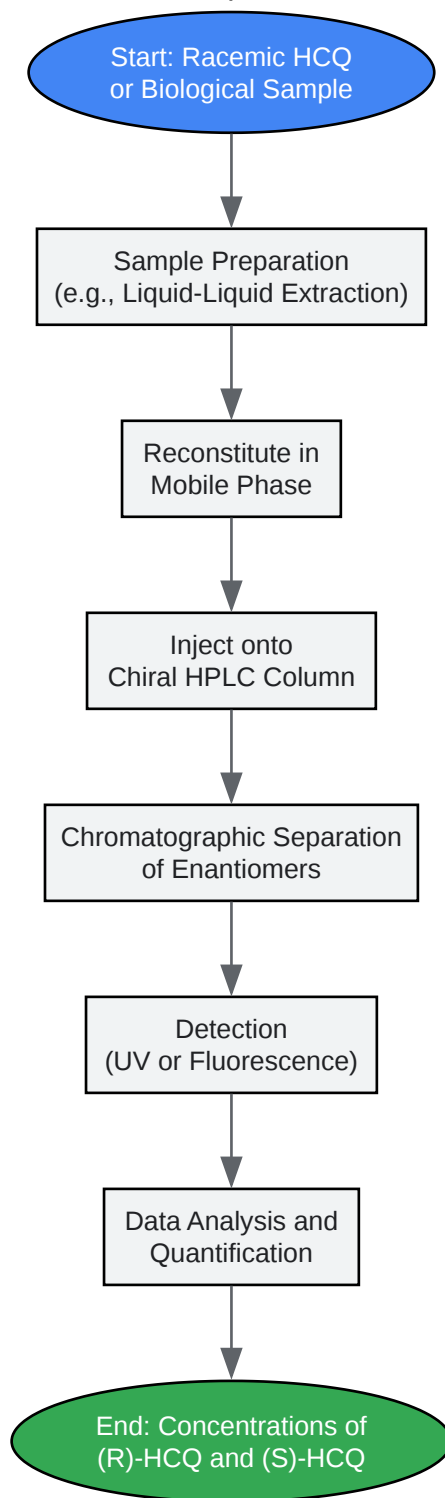 Start: Racemic HCQ
or Biological Sample
Sample Preparation
(e.g., Liquid-Liquid Extraction)
Reconstitute in
Mobile Phase
Inject onto
Chiral HPLC Column
Chromatographic Separation
of Enantiomers
Detection
(UV or Fluorescence)
Data Analysis and
Quantification
End: Concentrations of
(R)-HCQ and (S)-HCQ